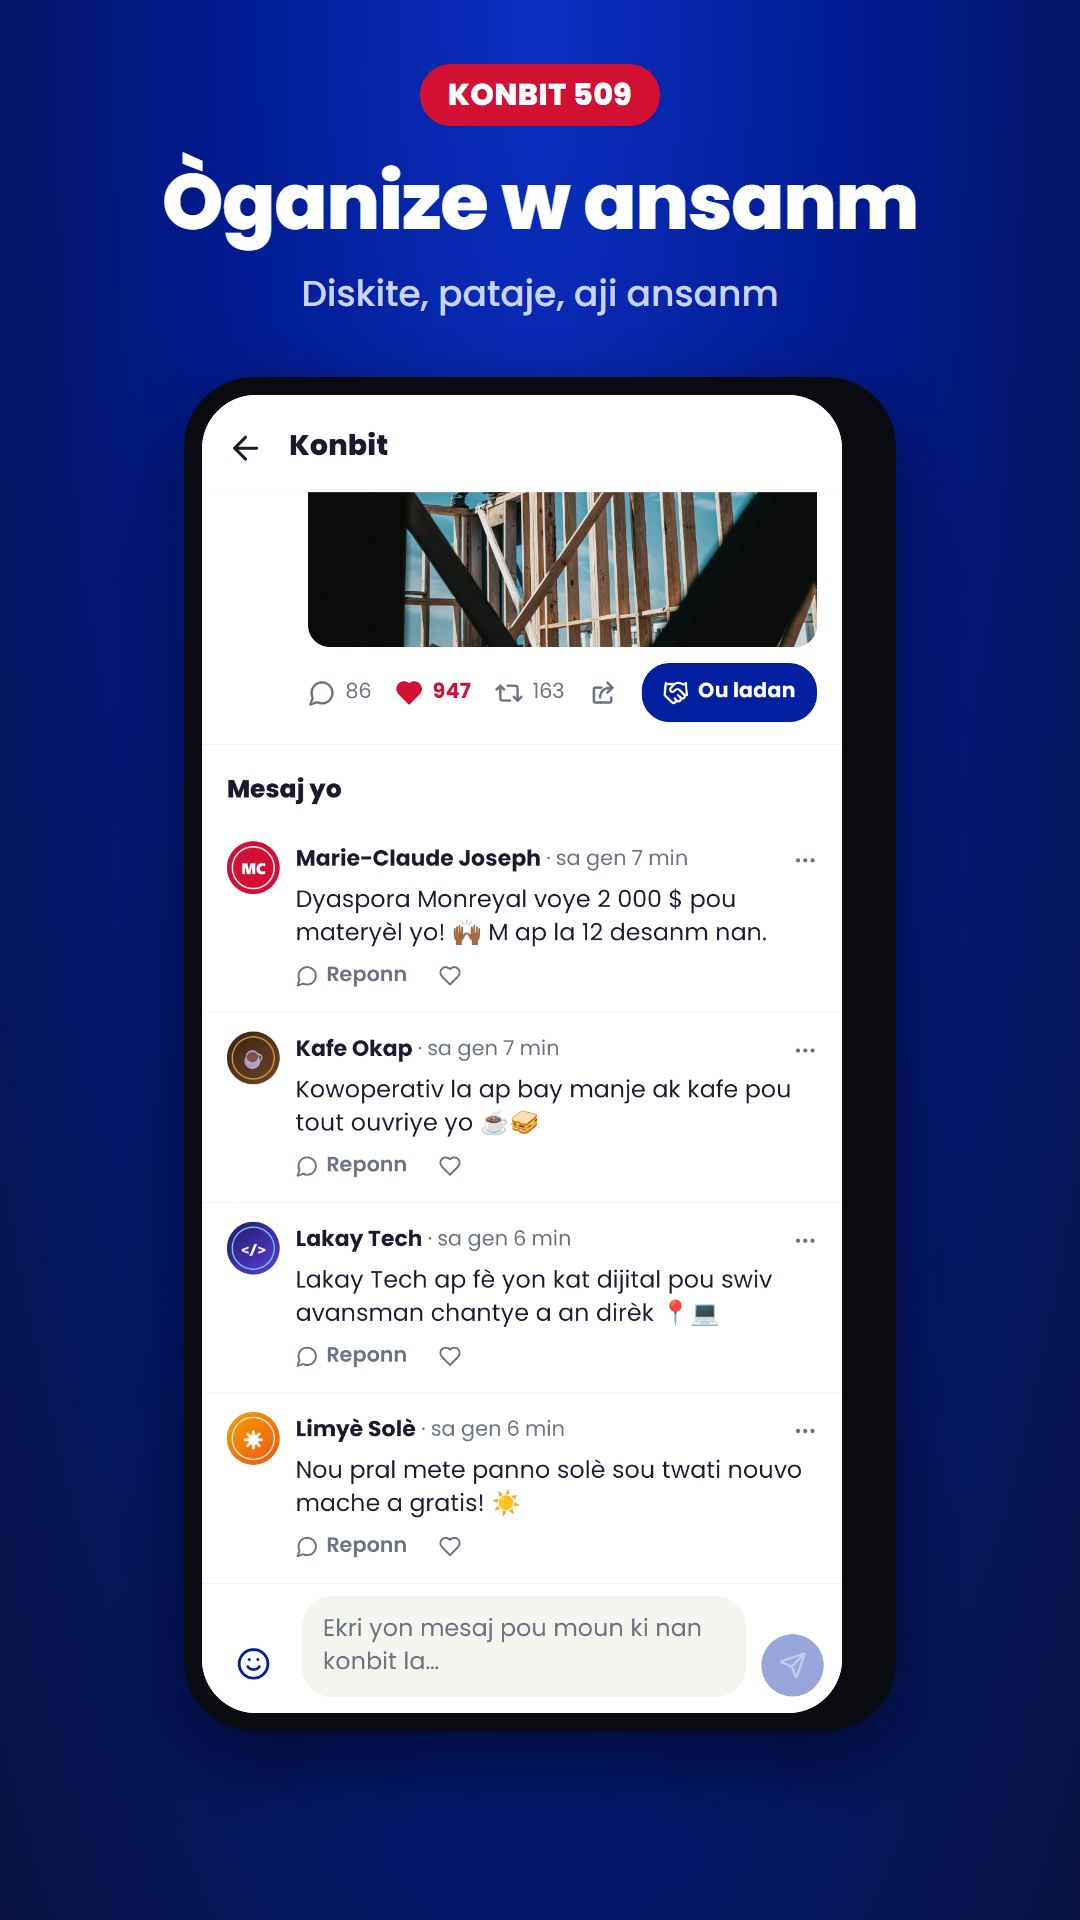 KONBIT 509
Òganize w ansanm
Diskite, pataje, aji ansanm
Konbit
86 947 163 Ou ladan
Mesaj yo
MC
Marie-Claude Joseph · sa gen 7 min
Dyaspora Monreyal voye 2 000 $ pou
materyèl yo! 🙌🏾 M ap la 12 desanm nan.
Reponn
Kafe Okap · sa gen 7 min
Kowoperativ la ap bay manje ak kafe pou
tout ouvriye yo ☕🥪
Reponn
</>
Lakay Tech · sa gen 6 min
Lakay Tech ap fè yon kat dijital pou swiv
avansman chantye a an dirèk 📍💻
Reponn
Limyè Solè · sa gen 6 min
Nou pral mete panno solè sou twati nouvo
mache a gratis! ☀️
Reponn
Ekri yon mesaj pou moun ki nan
konbit la...